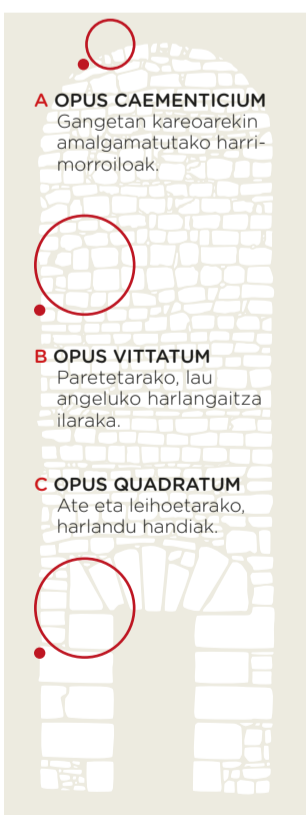 A OPUS CAEMENTICIUM
Gangetan kareoarekin
amalgamatutako harri-
morroiloak.
B OPUS VITTATUM
Paretetarako, lau
angeluko harlangaitza
ilaraka.
C OPUS QUADRATUM
Ate eta leihoetarako,
harlandu handiak.